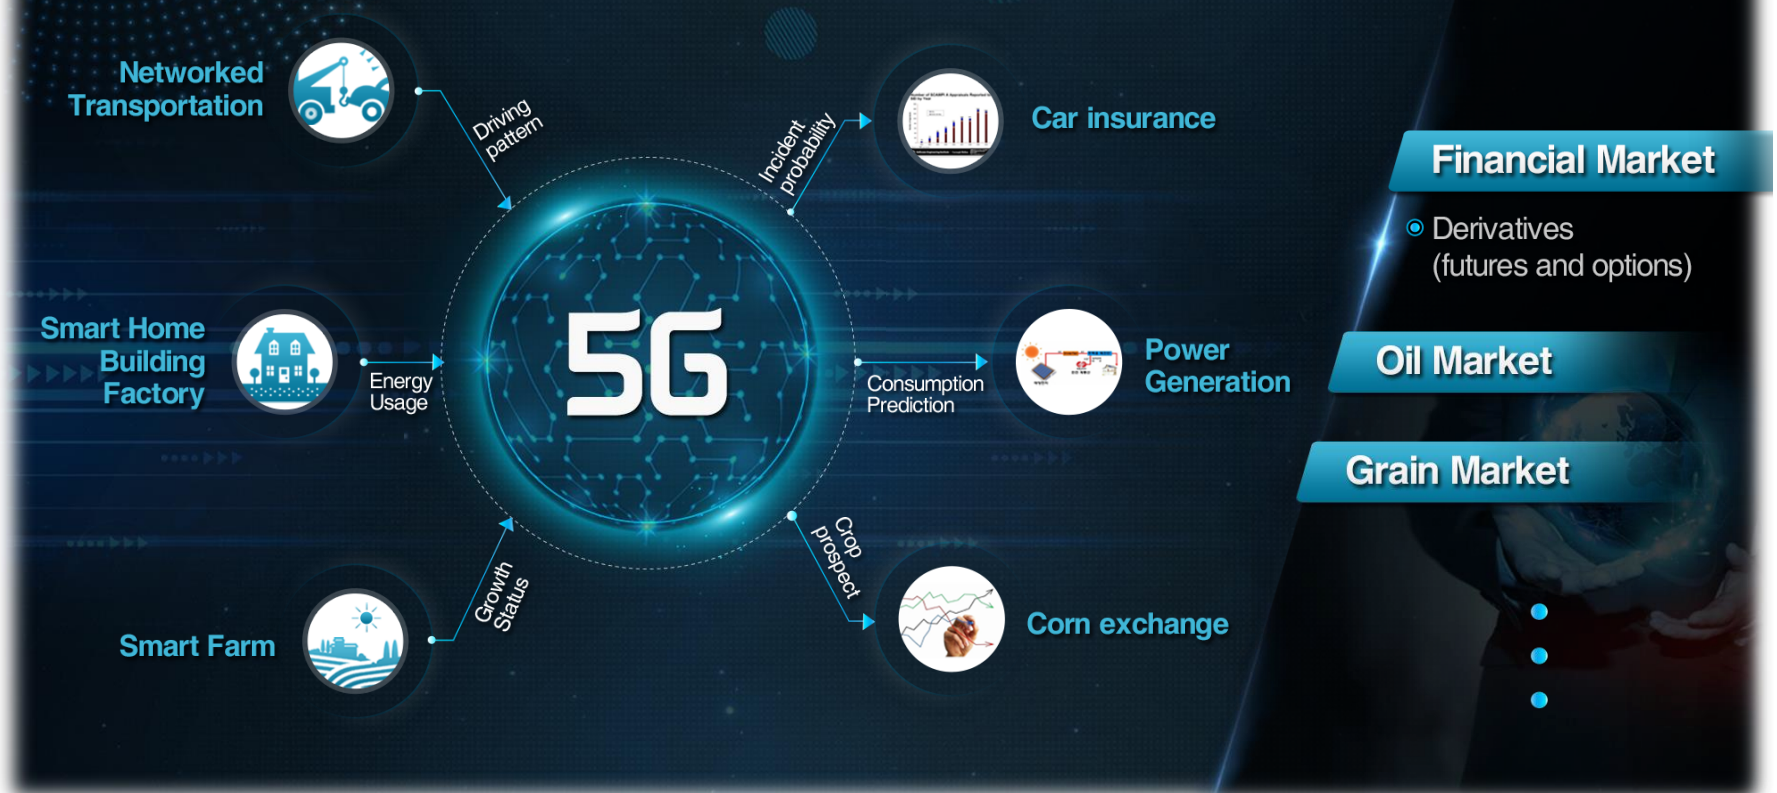 Networked
Transportation
Driving
pattern
Incident
probability
Car insurance
Financial Market
Derivatives
(futures and options)
Smart Home
Building
Factory
Energy
Usage
5G
Consumption
Prediction
Power
Generation
Oil Market
Grain Market
Smart Farm
Growth
Status
Crop
prospect
Corn exchange